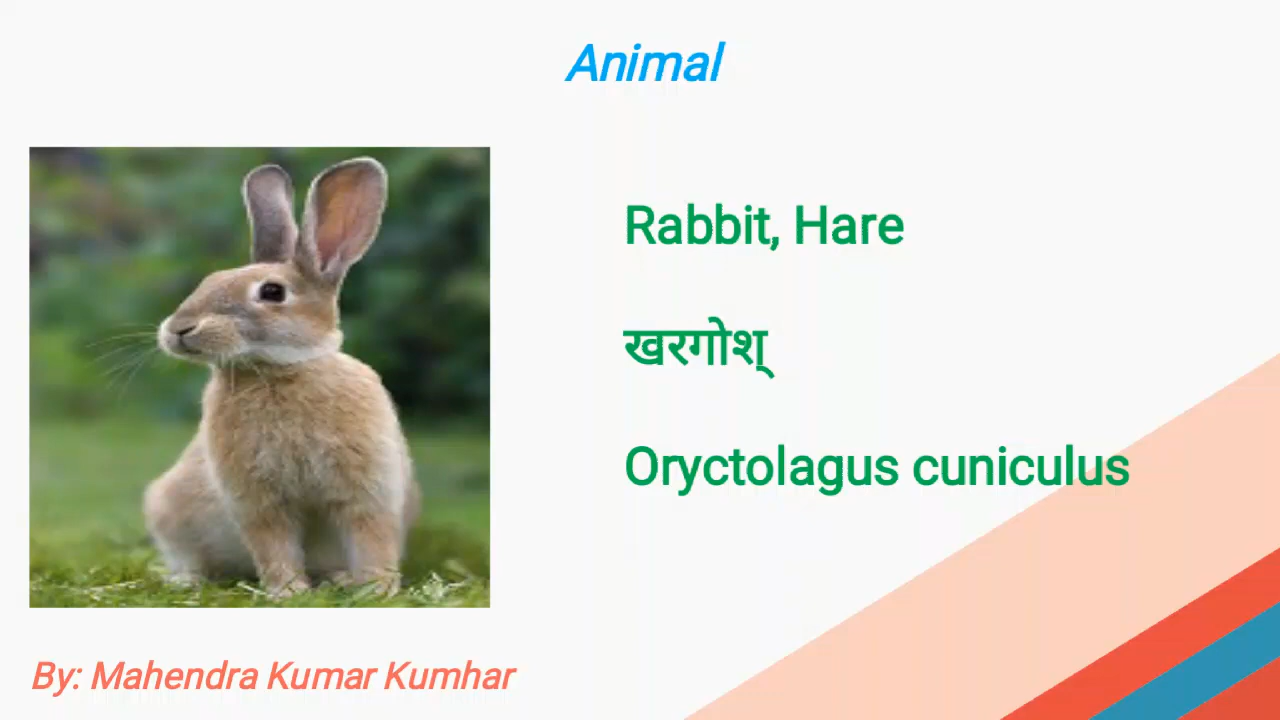 Animal
Rabbit, Hare
खरगोश्
Oryctolagus cuniculus
By: Mahendra Kumar Kumhar